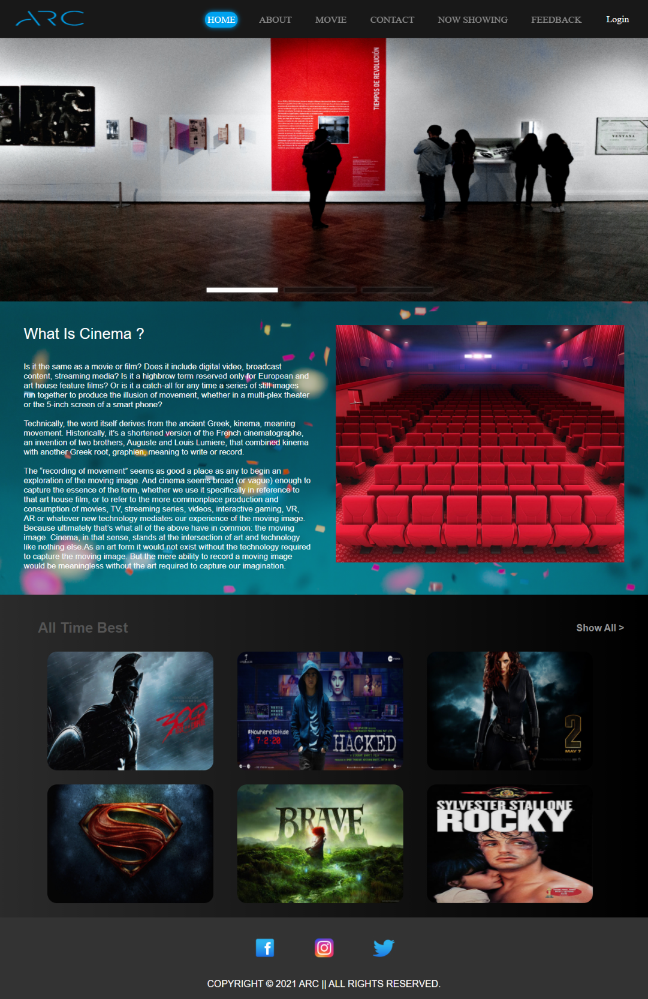 ARC
HOME
ABOUT
MOVIE
CONTACT
NOW SHOWING
FEEDBACK
Login
TIEMPOS DE REVOLUCIÓN
VENTANA
What Is Cinema ?
Is it the same as a movie or film? Does it include digital video, broadcast
content, streaming media? Is it a highbrow term reserved only for European and
art house feature films? Or is it a catch-all for any time a series of still images
run together to produce the illusion of movement, whether in a multi-plex theater
or the 5-inch screen of a smart phone?
Technically, the word itself derives from the ancient Greek, kinema, meaning
movement. Historically, it’s a shortened version of the French cinematographe,
an invention of two brothers, Auguste and Louis Lumiere, that combined kinema
with another Greek root, graphien, meaning to write or record.
The “recording of movement” seems as good a place as any to begin an
exploration of the moving image. And cinema seems broad (or vague) enough to
capture the essence of the form, whether we use it specifically in reference to
that art house film, or to refer to the more commonplace production and
consumption of movies, TV, streaming series, videos, interactive gaming, VR,
AR or whatever new technology mediates our experience of the moving image.
Because ultimately that’s what all of the above have in common: the moving
image. Cinema, in that sense, stands at the intersection of art and technology
like nothing else.As an art form it would not exist without the technology required
to capture the moving image. But the mere ability to record a moving image
would be meaningless without the art required to capture our imagination.
All Time Best
Show All >
300
#NowhereToHide
7-2-20
HACKED
2
MAY 7
BRAVE
SYLVESTER STALLONE
ROCKY
COPYRIGHT © 2021 ARC || ALL RIGHTS RESERVED.